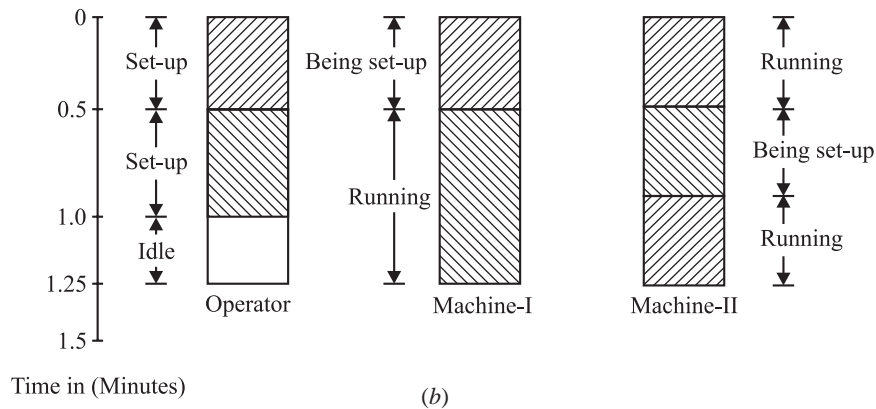 0
Set-up
Being set-up
Running
0.5
Set-up
Running
Being set-up
1.0
Idle
Running
1.25
Operator
Machine-I
Machine-II
1.5
Time in (Minutes)
(b)